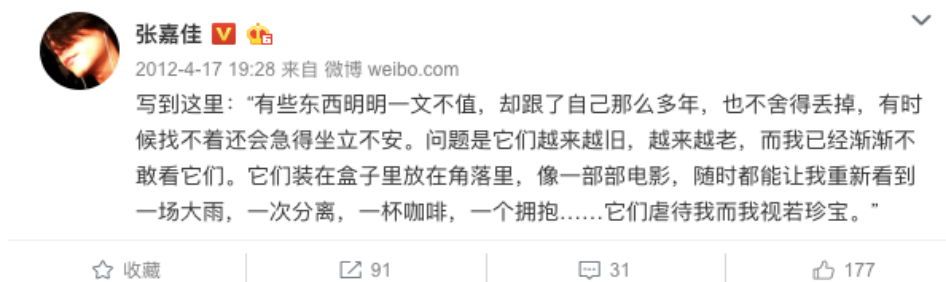 张嘉佳
2012-4-17 19:28 来自 微博 weibo.com
写到这里：“有些东西明明一文不值，却跟了自己那么多年，也不舍得丢掉，有时
候找不着还会急得坐立不安。问题是它们越来越旧，越来越老，而我已经渐渐不
敢看它们。它们装在盒子里放在角落里，像一部部电影，随时都能让我重新看到
一场大雨，一次分离，一杯咖啡，一个拥抱……它们虐待我而我视若珍宝。”
收藏 91 31 177